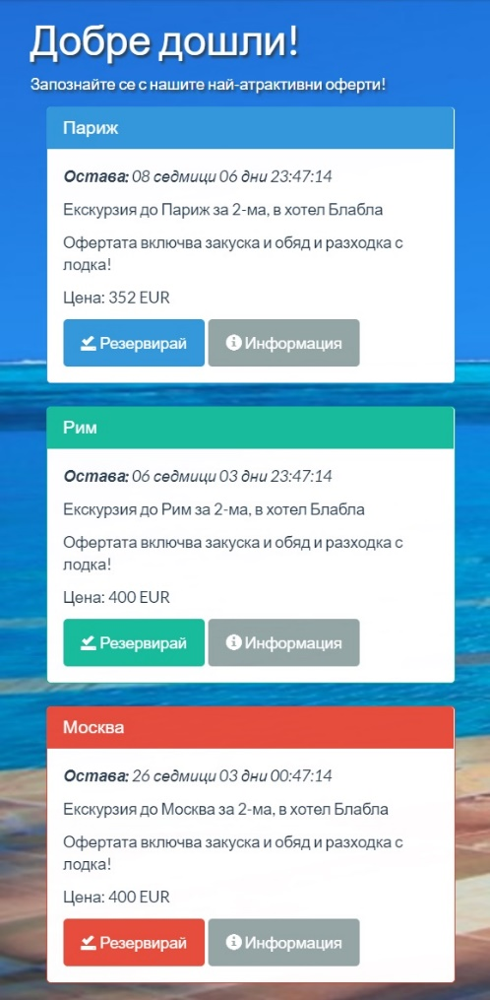 Добре дошли!
Запознайте се с нашите най-атрактивни оферти!
Париж
Остава: 08 седмици 06 дни 23:47:14
Екскурзия до Париж за 2-ма, в хотел Блабла
Офертата включва закуска и обяд и разходка с
лодка!
Цена: 352 EUR
Резервирай Информация
Рим
Остава: 06 седмици 03 дни 23:47:14
Екскурзия до Рим за 2-ма, в хотел Блабла
Офертата включва закуска и обяд и разходка с
лодка!
Цена: 400 EUR
Резервирай Информация
Москва
Остава: 26 седмици 03 дни 00:47:14
Екскурзия до Москва за 2-ма, в хотел Блабла
Офертата включва закуска и обяд и разходка с
лодка!
Цена: 400 EUR
Резервирай Информация